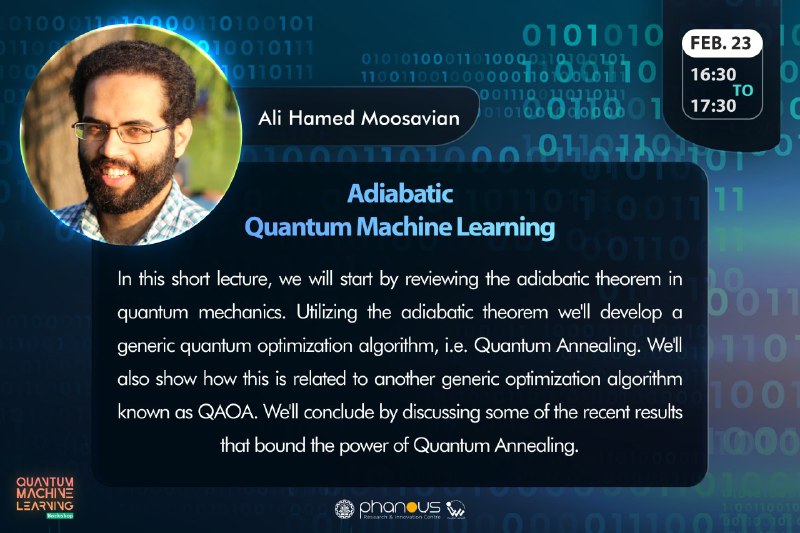 FEB. 23
16:30
TO
17:30
Ali Hamed Moosavian
Adiabatic
Quantum Machine Learning
In this short lecture, we will start by reviewing the adiabatic theorem in
quantum mechanics. Utilizing the adiabatic theorem we'll develop a
generic quantum optimization algorithm, i.e. Quantum Annealing. We'll
also show how this is related to another generic optimization algorithm
known as QAOA. We'll conclude by discussing some of the recent results
that bound the power of Quantum Annealing.
QUANTUM
MACHINE
LEARNING
Workshop
phanous
Research & Innovation Centre